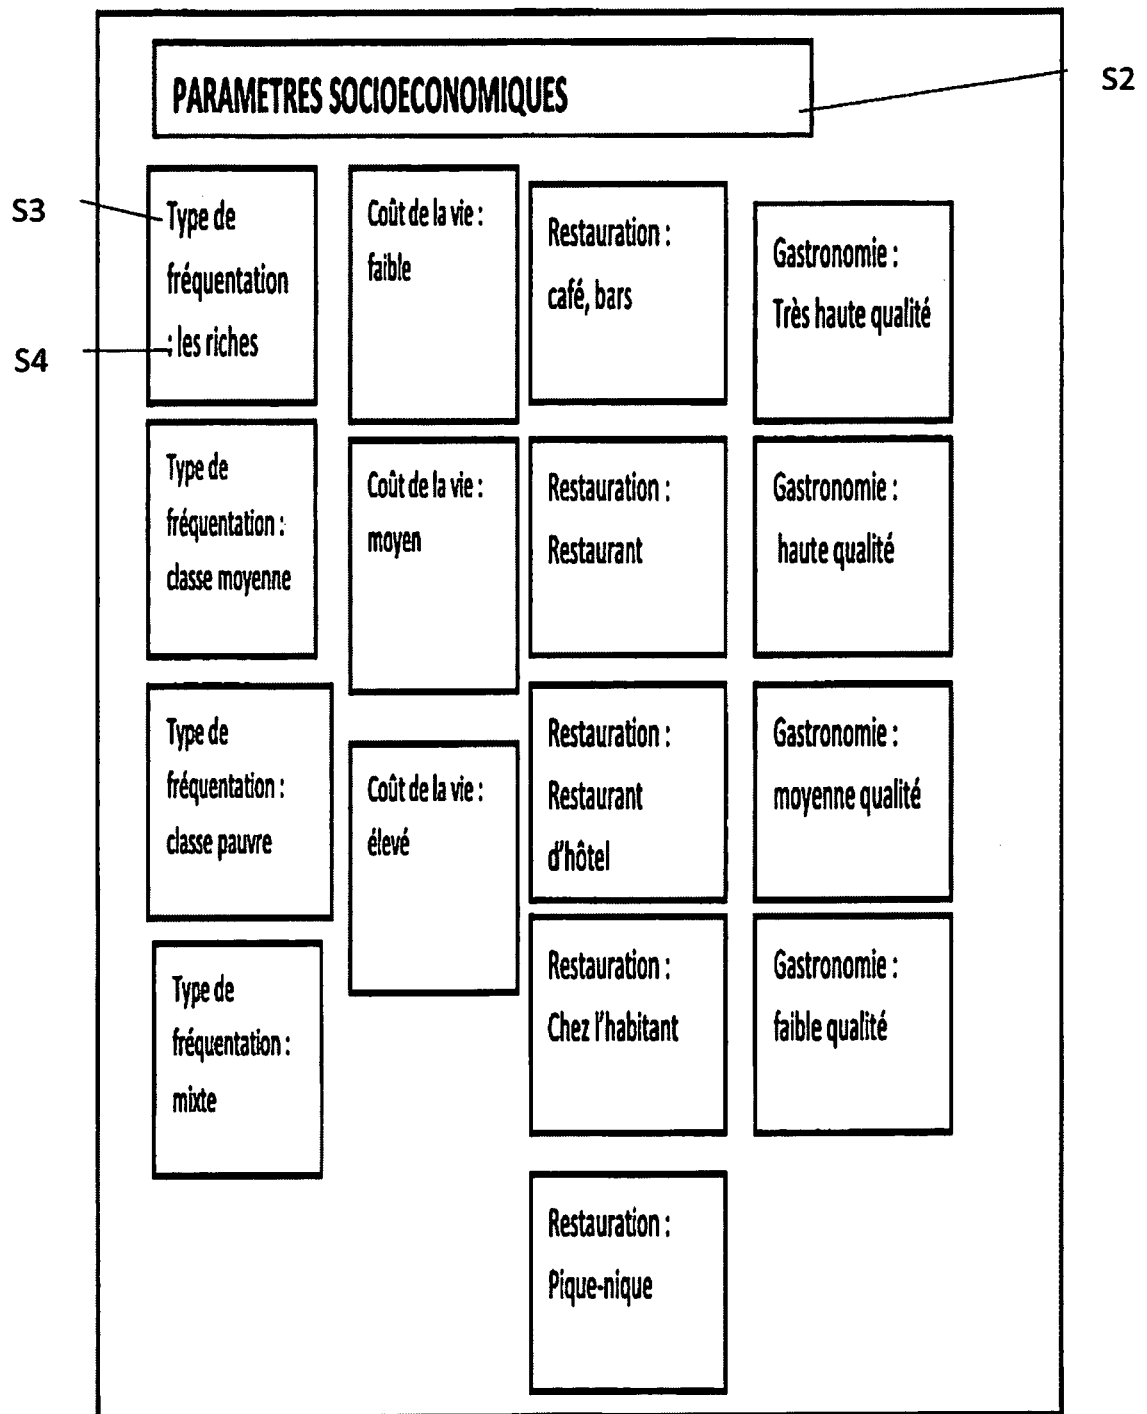 PARAMETRES SOCIOECONOMIQUES
S2
S3
S4
Type de
fréquentation
: les riches
Coût de la vie :
faible
Restauration :
café, bars
Gastronomie :
Très haute qualité
Type de
fréquentation :
classe moyenne
Coût de la vie :
moyen
Restauration :
Restaurant
Gastronomie :
haute qualité
Type de
fréquentation :
classe pauvre
Coût de la vie :
élevé
Restauration :
Restaurant
d'hôtel
Gastronomie :
moyenne qualité
Type de
fréquentation :
mixte
Restauration :
Chez l'habitant
Gastronomie :
faible qualité
Restauration :
Pique-nique